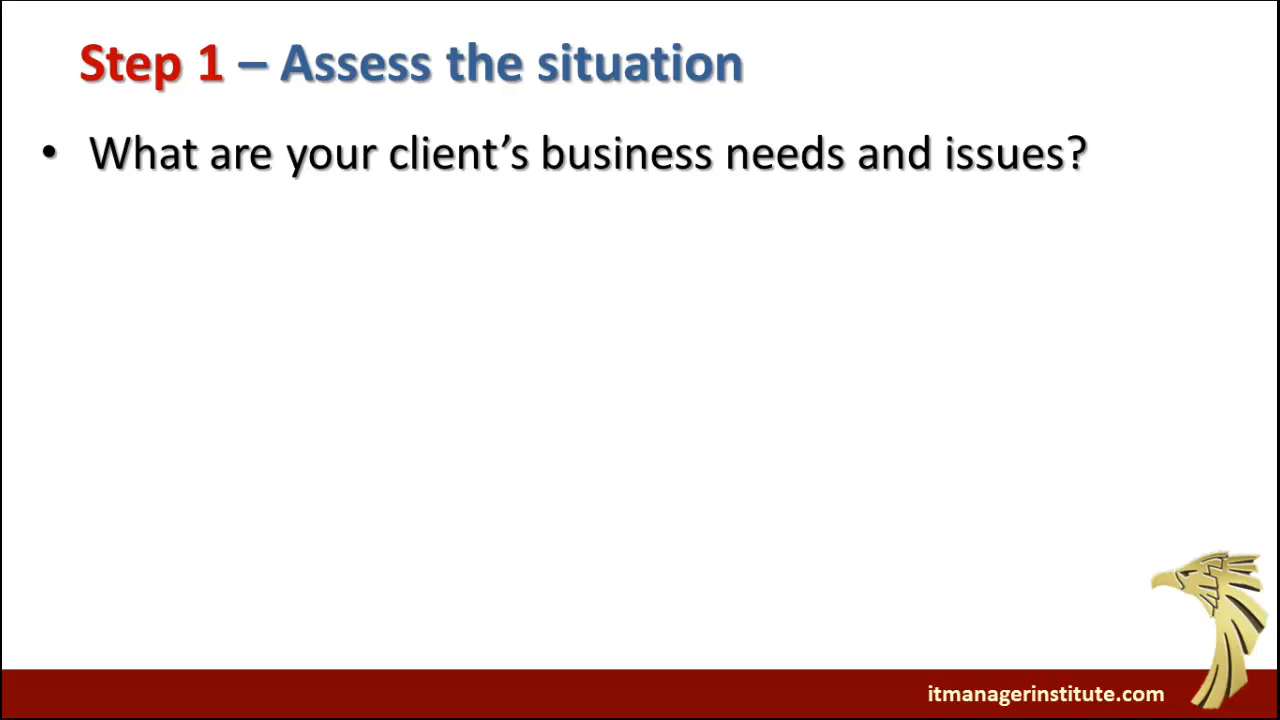 Step 1 – Assess the situation
• What are your client’s business needs and issues?
itmanagerinstitute.com